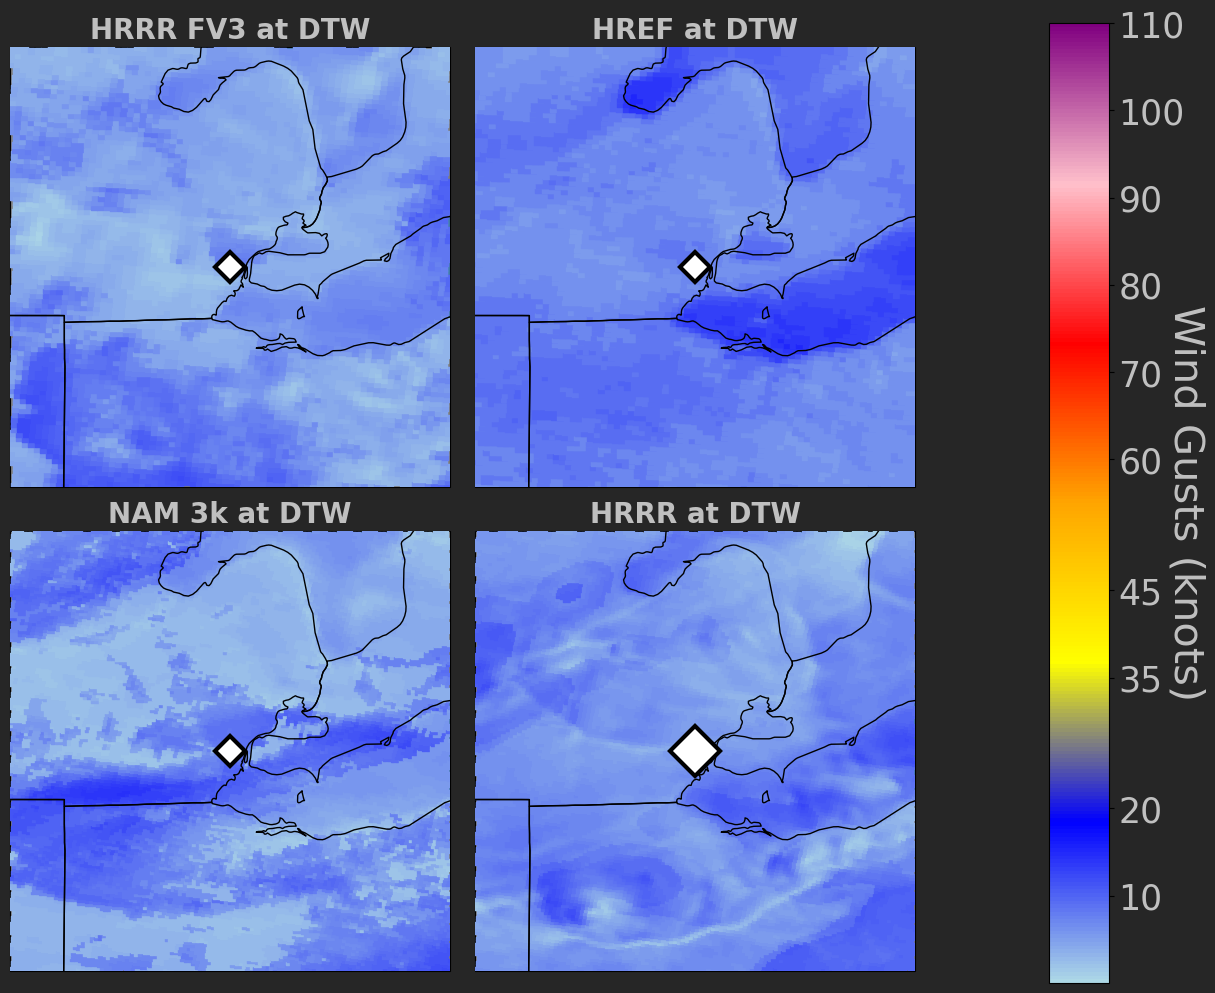 HRRR FV3 at DTW
HREF at DTW
NAM 3k at DTW
HRRR at DTW
110
100
90
80
70
60
45
35
20
10
Wind Gusts (knots)